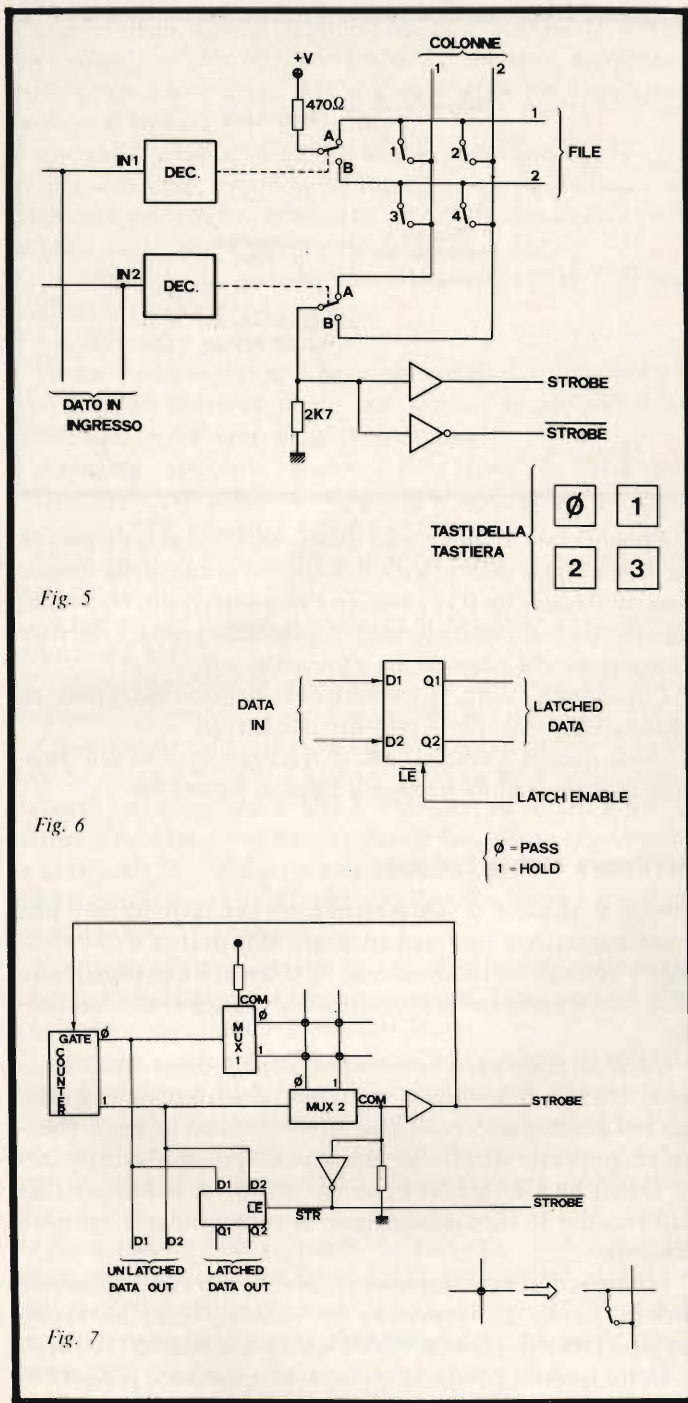 COLONNE
1 2
+V
470Ω
A
B
1 2
3 4
1
2
FILE
IN 1
DEC.
IN2
DEC.
A
B
DATO IN
INGRESSO
2K7
STROBE
STROBE
TASTI DELLA
TASTIERA
Ø 1
2 3
Fig. 5
DATA
IN
D1 Q1
D2 Q2
LE
LATCHED
DATA
LATCH ENABLE
Fig. 6
Ø = PASS
1 = HOLD
GATE
COUNTER
Ø
1
COM
MUX
1
Ø
1
Ø 1
MUX 2
COM
STROBE
D1 D2
LE
Q1 Q2
STR
STROBE
D1 D2
UNLATCHED
DATA OUT
LATCHED
DATA OUT
Fig. 7